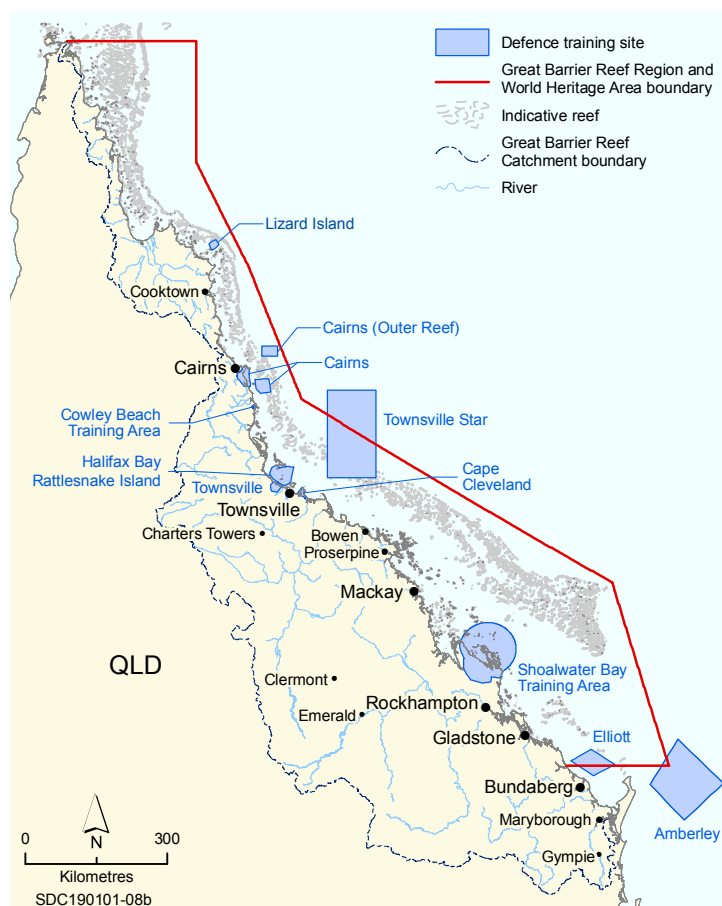 Defence training site
Great Barrier Reef Region and
World Heritage Area boundary
Indicative reef
Great Barrier Reef
Catchment boundary
River
Lizard Island
Cooktown
Cairns (Outer Reef)
Cairns
Cairns
Cowley Beach
Training Area
Townsville Star
Halifax Bay
Rattlesnake Island
Cape
Cleveland
Townsville
Townsville
Charters Towers
Bowen
Proserpine
Mackay
QLD
Shoalwater Bay
Training Area
Clermont
Rockhampton
Emerald
Gladstone
Elliott
Bundaberg
Maryborough
Amberley
Gympie
N
0 300
Kilometres
SDC190101-08b